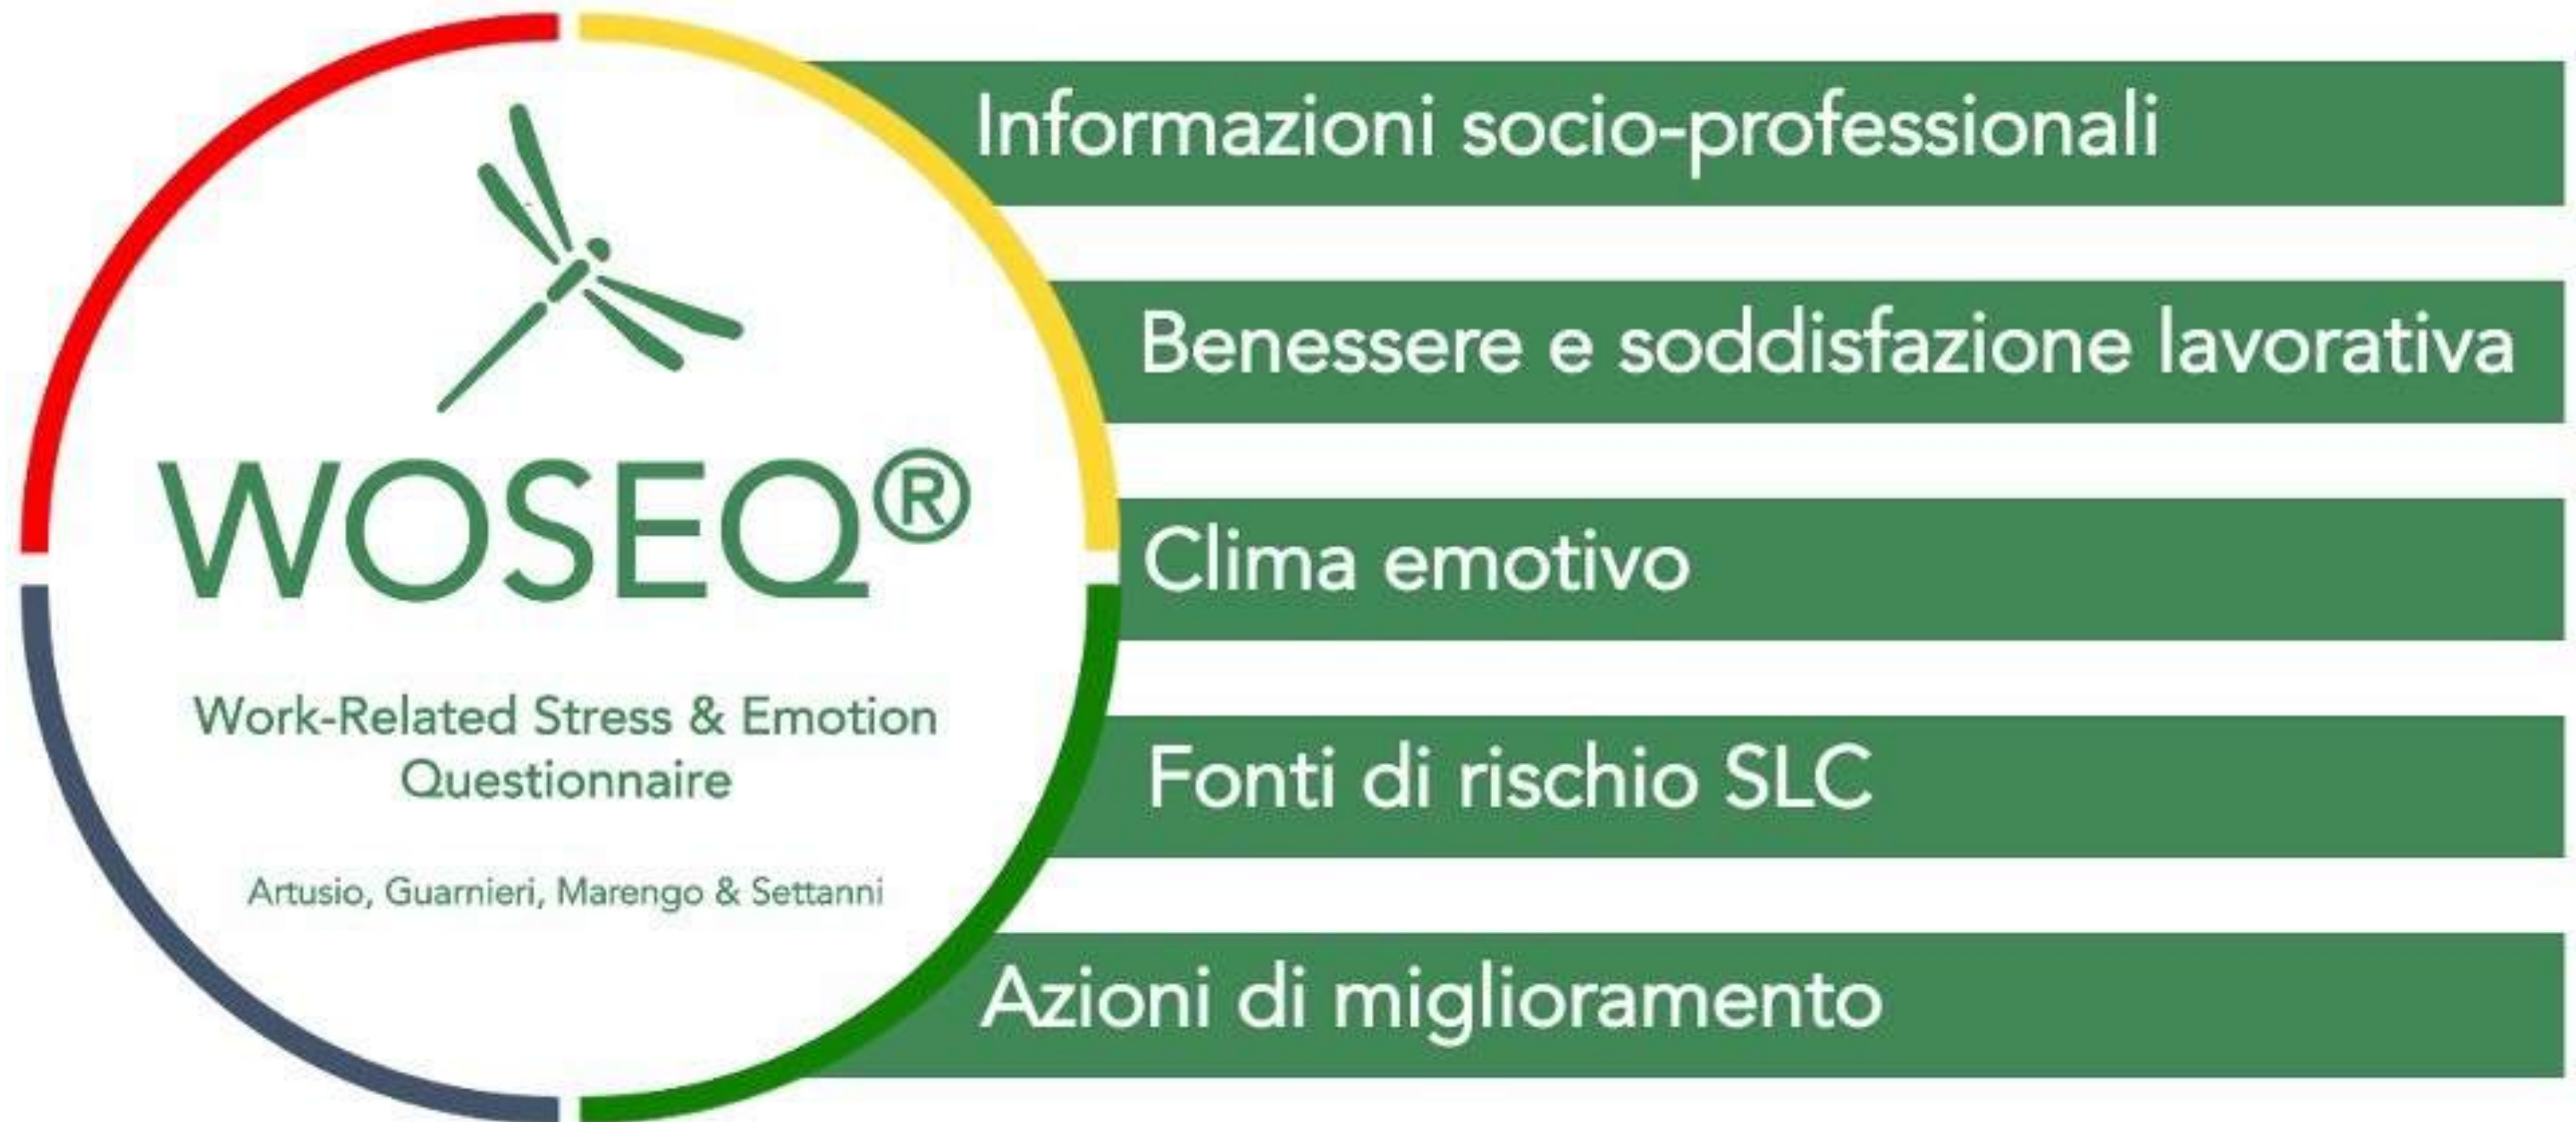 WOSEQ®
Work-Related Stress & Emotion
Questionnaire
Artusio, Guarnieri, Marengo & Settanni
Informazioni socio-professionali
Benessere e soddisfazione lavorativa
Clima emotivo
Fonti di rischio SLC
Azioni di miglioramento